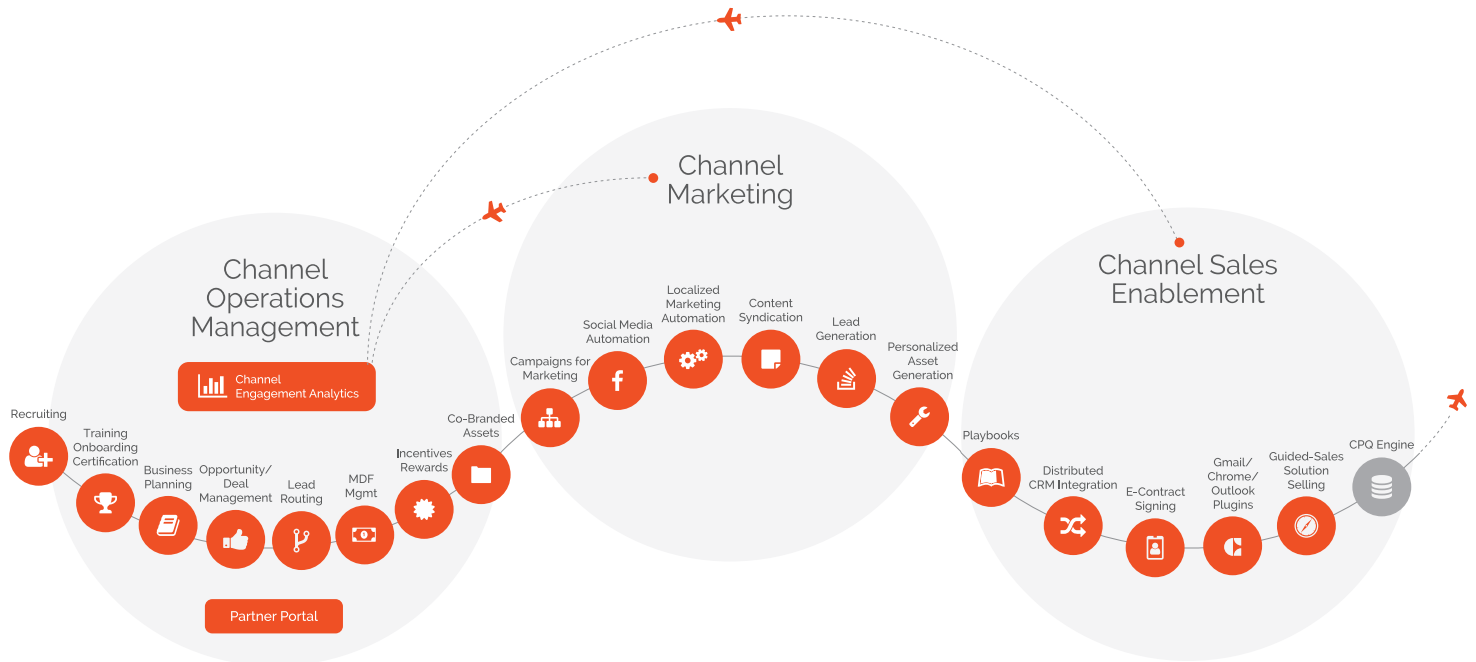 Channel
Operations
Management
Channel
Engagement Analytics
Recruiting
Training
Onboarding
Certification
Business
Planning
Opportunity/
Deal
Management
Lead
Routing
MDF
Mgmt
Incentives
Rewards
Co-Branded
Assets
Partner Portal
Channel
Marketing
Campaigns for
Marketing
Social Media
Automation
Localized
Marketing
Automation
Content
Syndication
Lead
Generation
Personalized
Asset
Generation
Channel Sales
Enablement
Playbooks
Distributed
CRM Integration
E-Contract
Signing
Gmail/
Chrome/
Outlook
Plugins
Guided-Sales
Solution
Selling
CPQ Engine